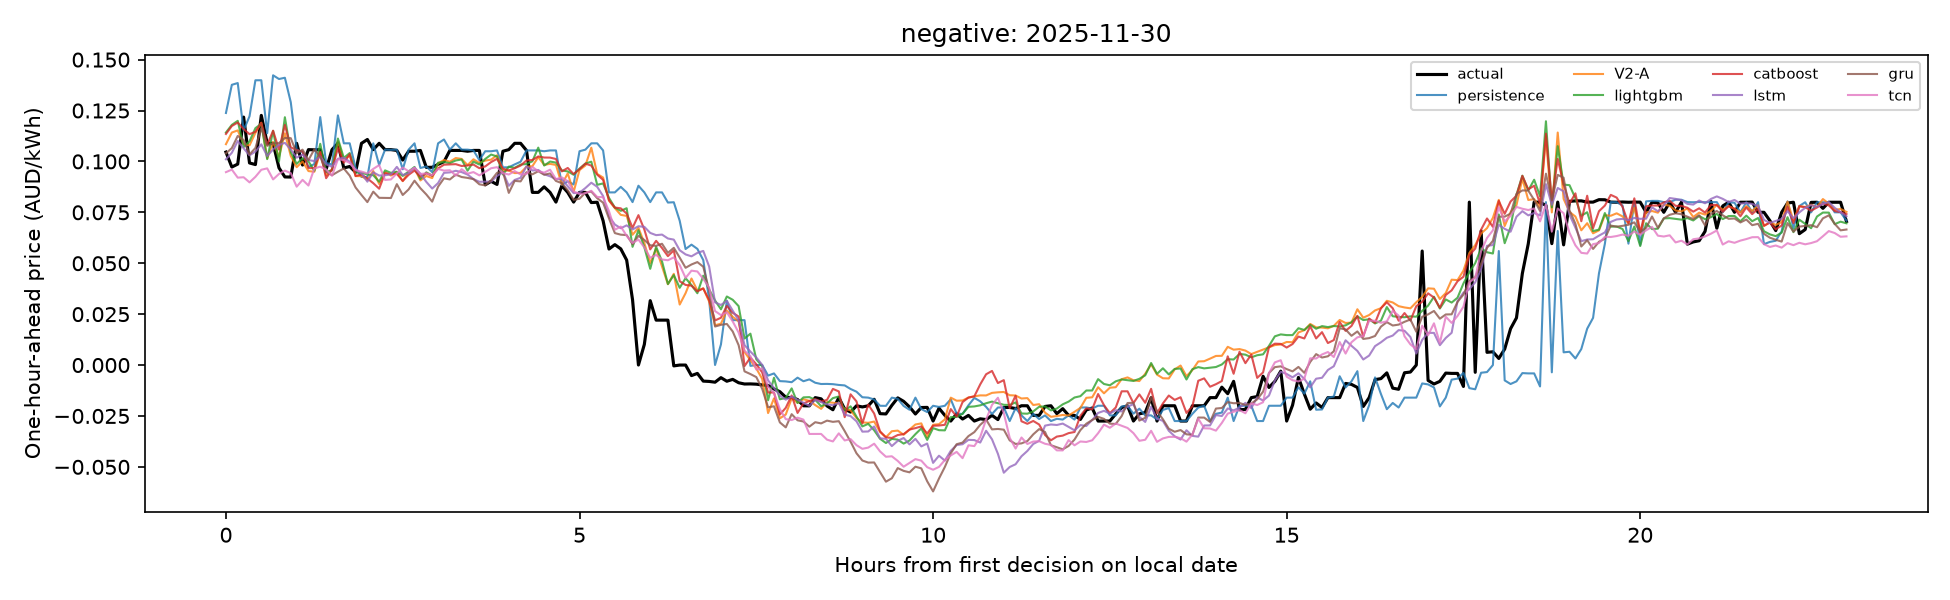 negative: 2025-11-30
One-hour-ahead price (AUD/kWh)
0.150
0.125
0.100
0.075
0.050
0.025
0.000
−0.025
−0.050
actual V2-A catboost gru
persistence lightgbm lstm tcn
0 5 10 15 20
Hours from first decision on local date